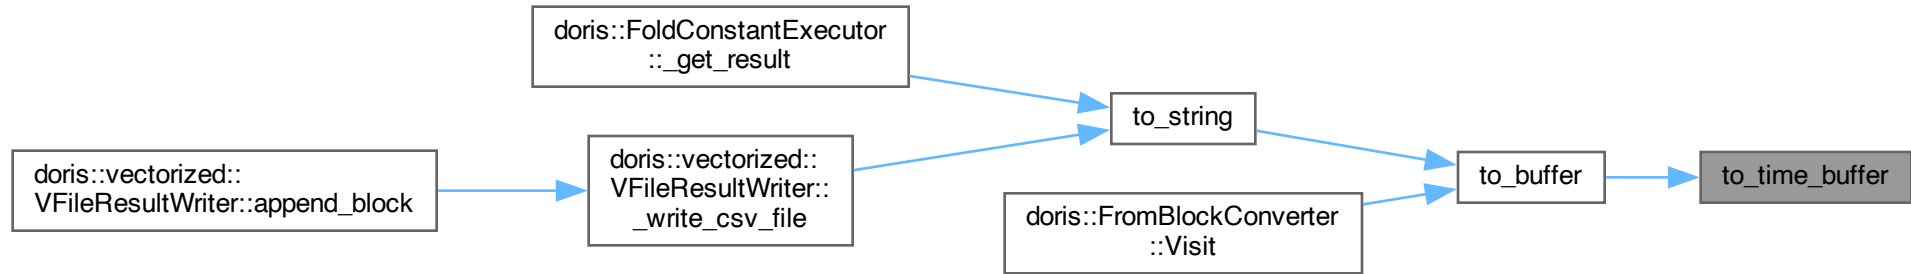 doris::FoldConstantExecutor
::_get_result
to_string
doris::vectorized::
VFileResultWriter::append_block
doris::vectorized::
VFileResultWriter::
_write_csv_file
to_buffer
to_time_buffer
doris::FromBlockConverter
::Visit